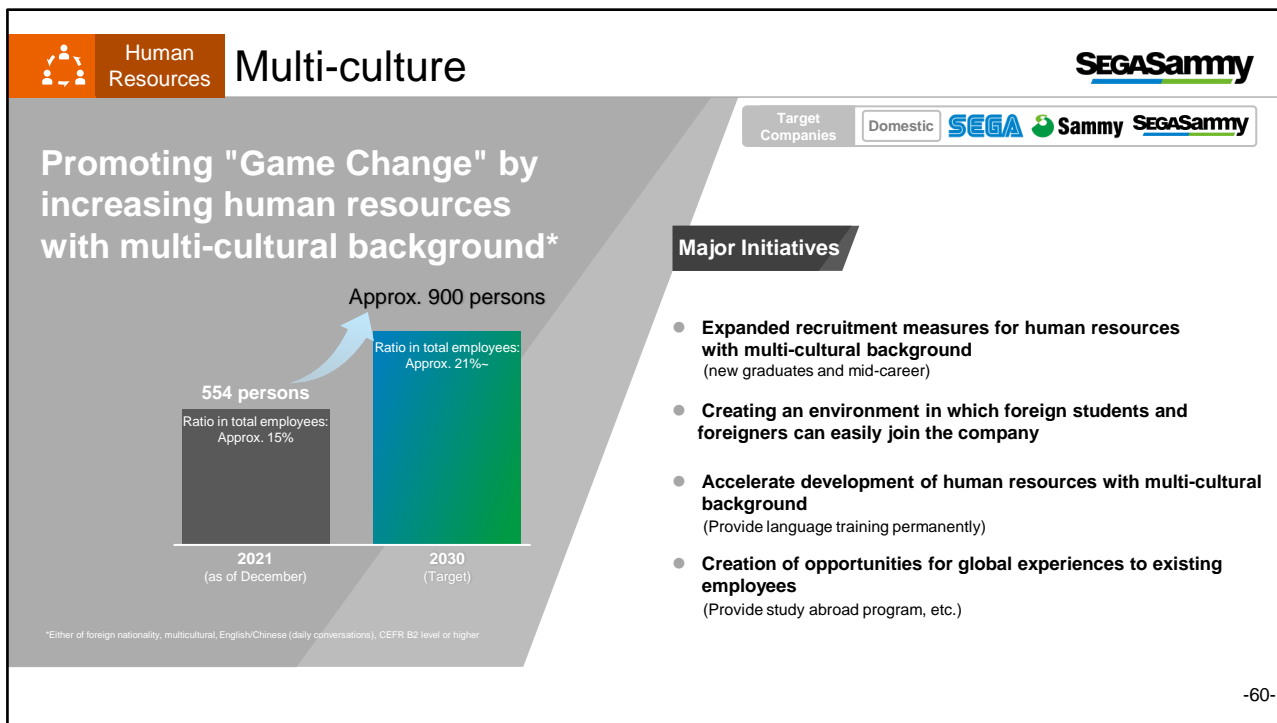 Human
Resources
Multi-culture
SEGASammy
Target
Companies
Domestic
SEGA
Sammy
SEGASammy
Promoting "Game Change" by
increasing human resources
with multi-cultural background*
Approx. 900 persons
Ratio in total employees:
Approx. 21%~
554 persons
Ratio in total employees:
Approx. 15%
2021
(as of December)
2030
(Target)
*Either of foreign nationality, multicultural, English/Chinese (daily conversations), CEFR B2 level or higher
Major Initiatives
● Expanded recruitment measures for human resources
with multi-cultural background
(new graduates and mid-career)
● Creating an environment in which foreign students and
foreigners can easily join the company
● Accelerate development of human resources with multi-cultural
background
(Provide language training permanently)
● Creation of opportunities for global experiences to existing
employees
(Provide study abroad program, etc.)
-60-